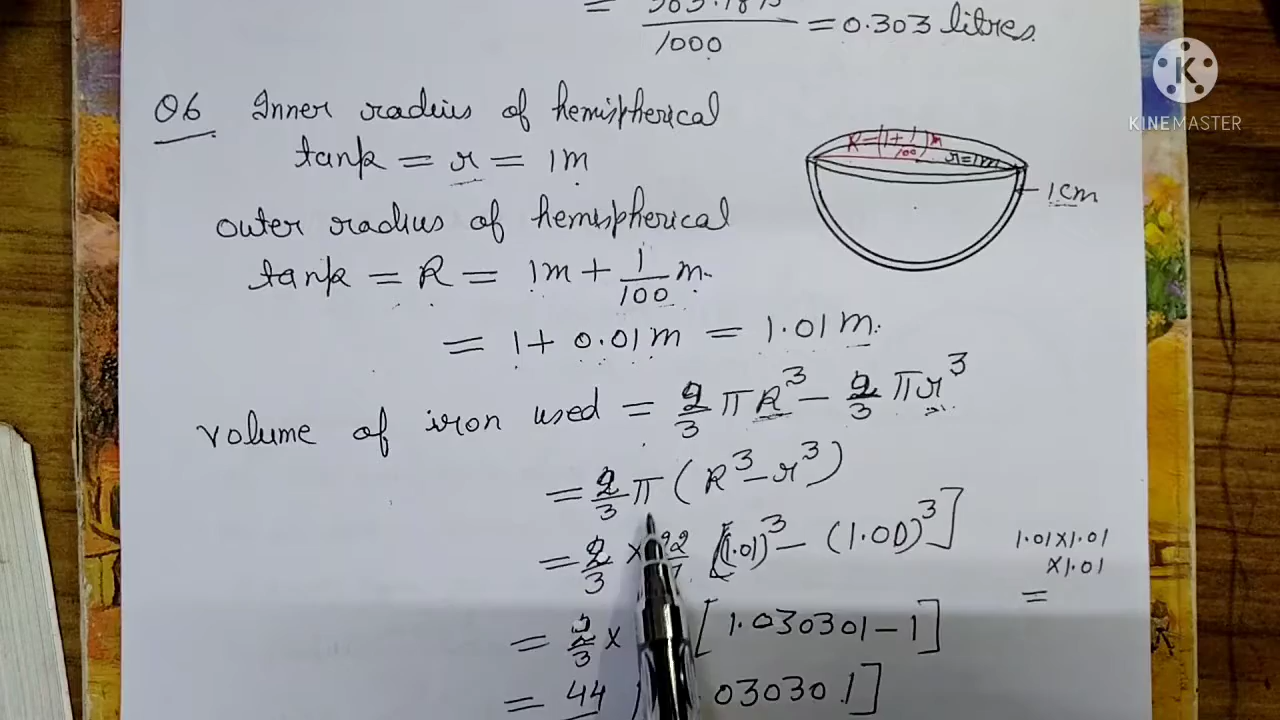 1000 = 0.303 litres.
KINEMASTER
Q6 Inner radius of hemispherical
tank = r = 1m
R = (1 + 1/100) m
r = 1m
1cm
outer radius of hemispherical
tank = R = 1m + 1/100 m.
= 1 + 0.01m = 1.01m.
volume of iron used = 2/3 πR³ - 2/3 πr³
= 2/3 π (R³ - r³)
= 2/3 × [(1.01)³ - (1.00)³]
1.01×1.01
×1.01
=
= 2/3 × [1.030301 - 1]
= 44 030301]